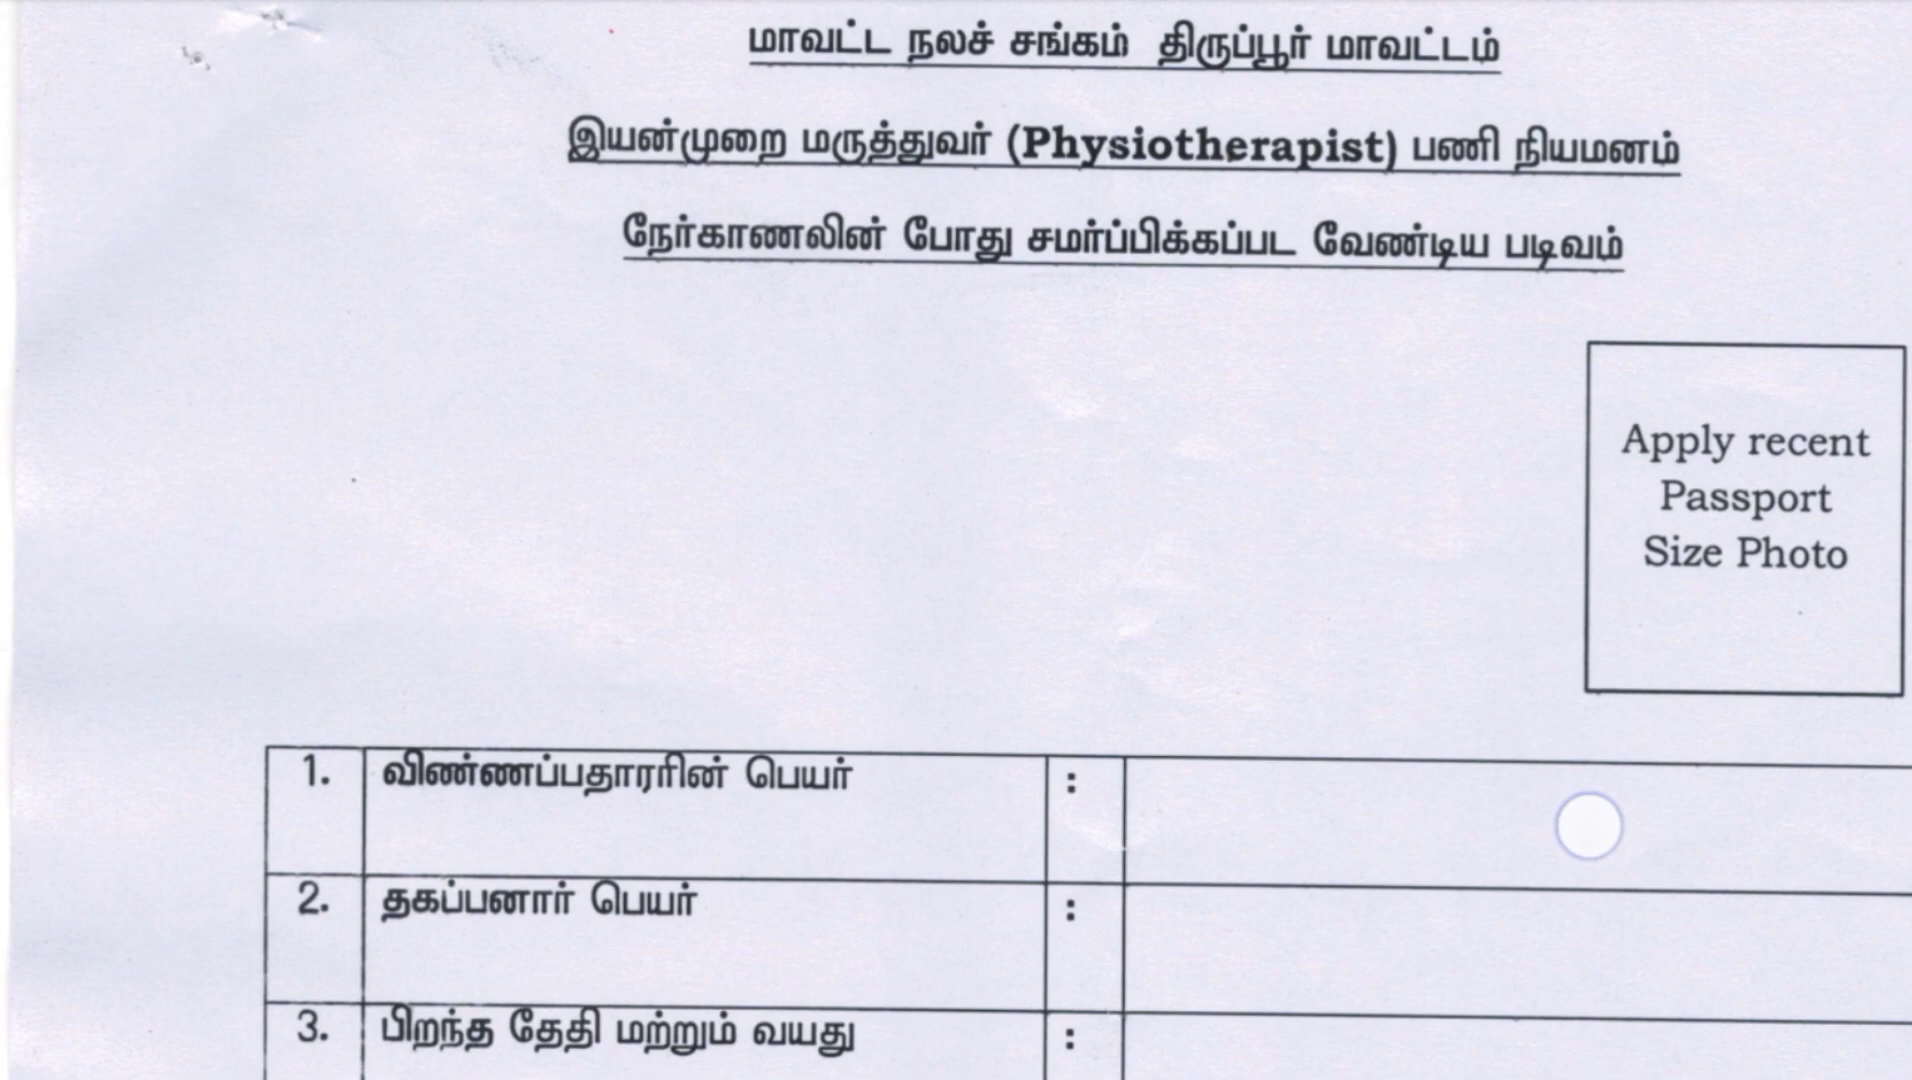 மாவட்ட நலச் சங்கம் திருப்பூர் மாவட்டம்
இயன்முறை மருத்துவர் (Physiotherapist) பணி நியமனம்
நேர்காணலின் போது சமர்ப்பிக்கப்பட வேண்டிய படிவம்
Apply recent
Passport
Size Photo
1. விண்ணப்பதாரரின் பெயர் :
2. தகப்பனார் பெயர் :
3. பிறந்த தேதி மற்றும் வயது :